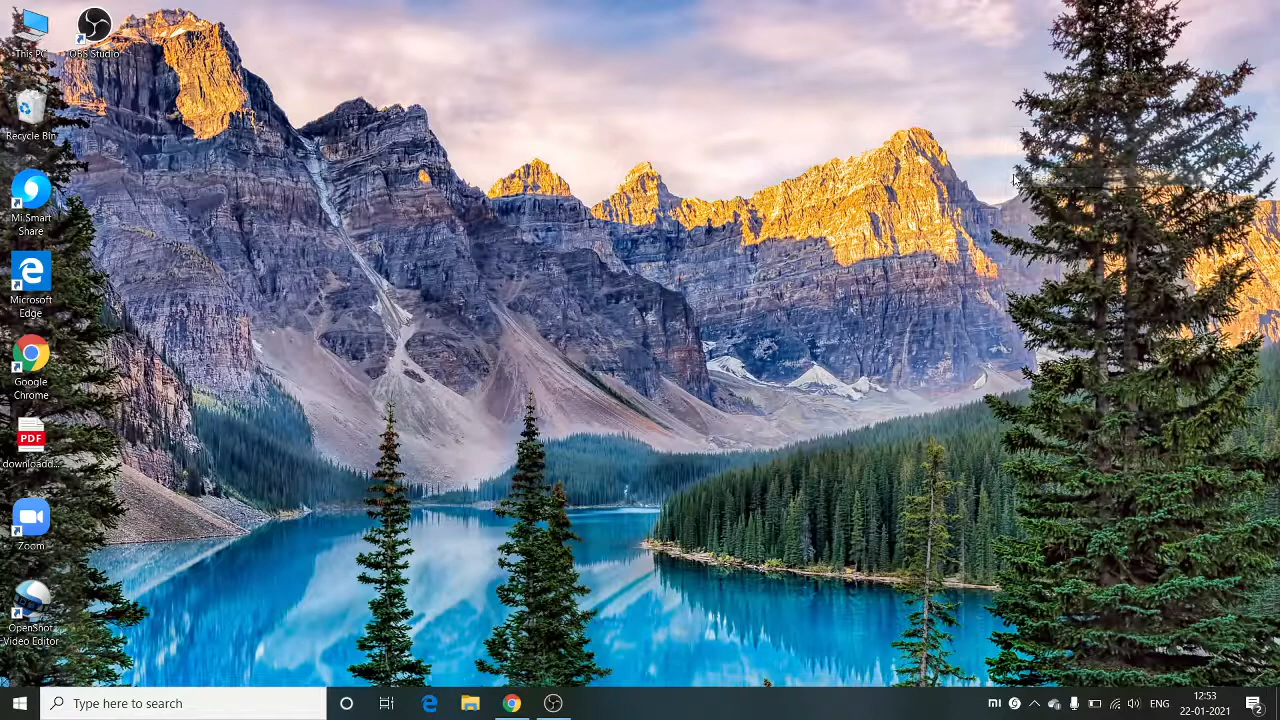 This PC
OBS Studio
Recycle Bin
Mi Smart
Share
Microsoft
Edge
Google
Chrome
PDF
downloadd...
Zoom
OpenShot
Video Editor
Type here to search
mi
ENG
12:53
22-01-2021
2